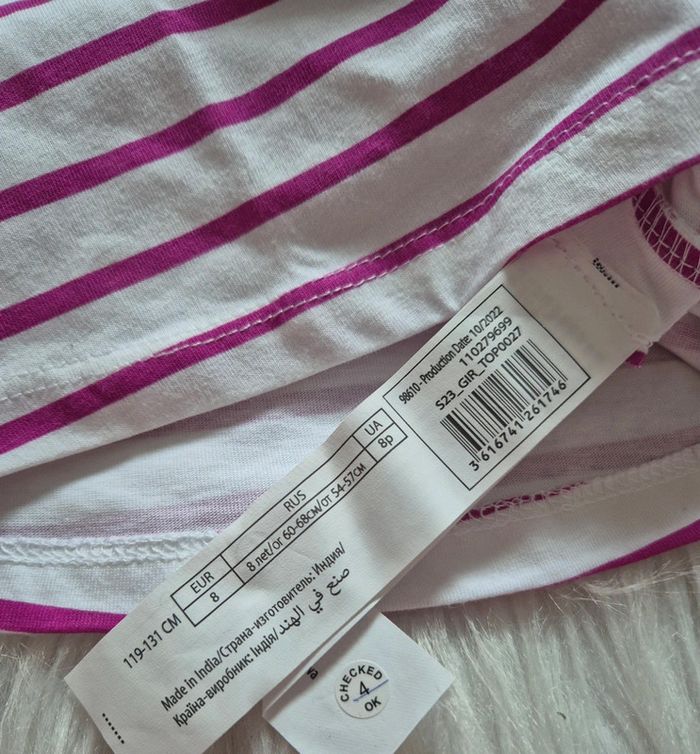 98610 - Production Date: 10/2022
110279699
S23_GIR_TOP0027
3 616741 261746
119-131 CM
EUR RUS UA
8 8 лет/от 60-68см/от 54-57см 8р
Made in India/Страна-изготовитель: Индия/
Країна-виробник: Індія/صنع في الهند
CHECKED
4
OK